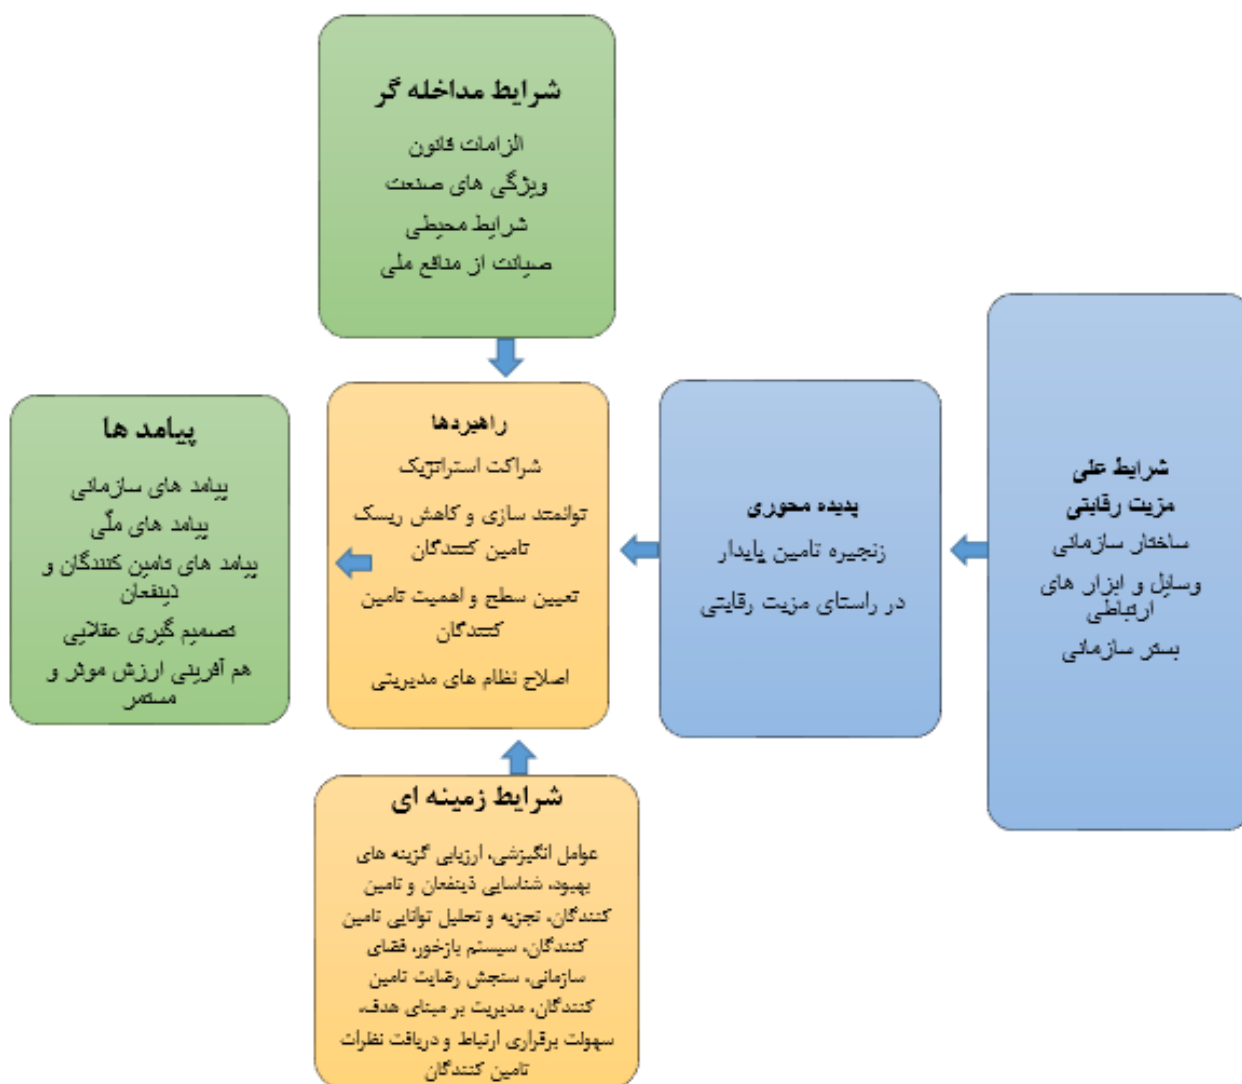 شرایط مداخله گر
الزامات قانون
ویژگی های صنعت
شرایط محیطی
صیانت از منافع ملی
شرایط علی
مزیت رقابتی
ساختار سازمانی
وسایل و ابزار های
ارتباطی
بستر سازمانی
پدیده محوری
زنجیره تامین پایدار
در راستای مزیت رقابتی
راهبردها
شراکت استراتژیک
توانمند سازی و کاهش ریسک
تامین کنندگان
تعیین سطح و اهمیت تامین
کنندگان
اصلاح نظام های مدیریتی
پیامد ها
پیامد های سازمانی
پیامد های ملّی
پیامد های تامین کنندگان و
ذینفعان
تصمیم گیری عقلایی
هم آفرینی ارزش موثر و
مستمر
شرایط زمینه ای
عوامل انگیزشی، ارزیابی گزینه های
بهبود، شناسایی ذینفعان و تامین
کنندگان، تجزیه و تحلیل توانایی تامین
کنندگان، سیستم بازخور، فضای
سازمانی، سنجش رضایت تامین
کنندگان، مدیریت بر مبنای هدف،
سهولت برقراری ارتباط و دریافت نظرات
تامین کنندگان